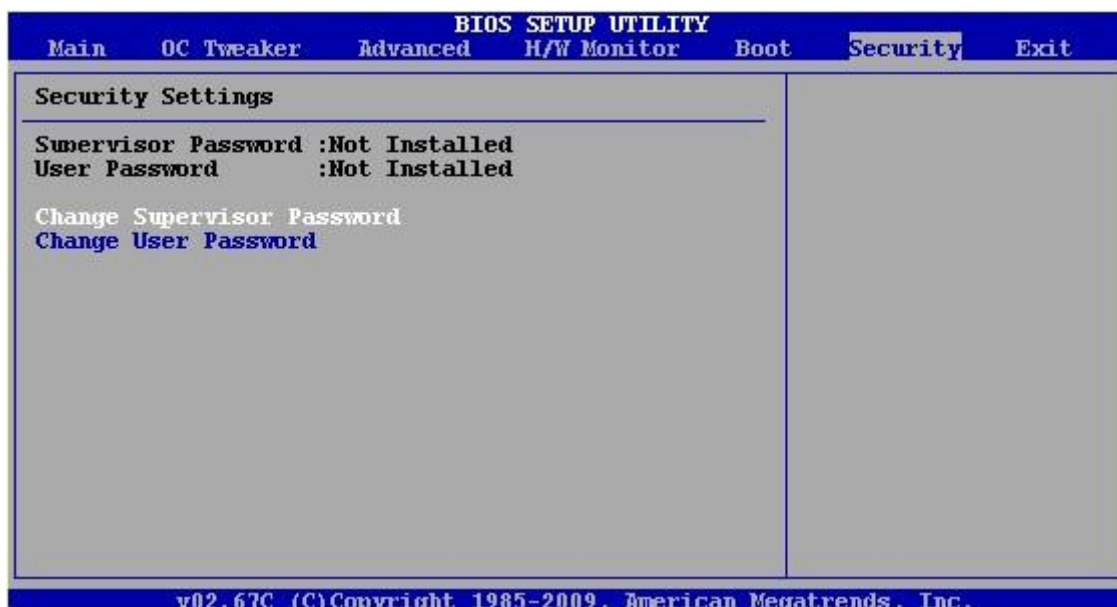 BIOS SETUP UTILITY
Main OC Tweaker Advanced H/W Monitor Boot Security Exit
Security Settings
Supervisor Password :Not Installed
User Password :Not Installed
Change Supervisor Password
Change User Password
v02.67C (C)Copyright 1985-2009, American Megatrends, Inc.